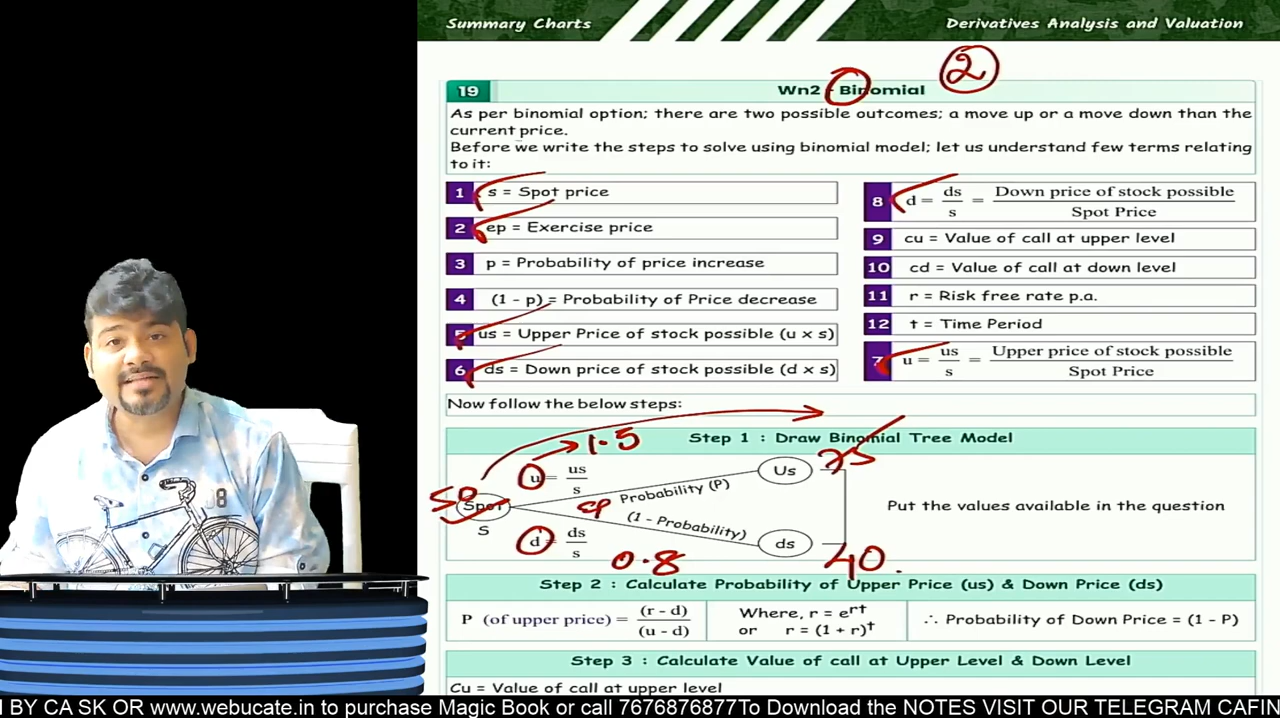 Summary Charts
Derivatives Analysis and Valuation
2
19
Wn2 - Binomial
As per binomial option; there are two possible outcomes; a move up or a move down than the
current price.
Before we write the steps to solve using binomial model; let us understand few terms relating
to it:
1 s = Spot price
2 ep = Exercise price
3 p = Probability of price increase
4 (1 - p) = Probability of Price decrease
5 us = Upper Price of stock possible (u x s)
6 ds = Down price of stock possible (d x s)
8 d = ds/s = Down price of stock possible / Spot Price
9 cu = Value of call at upper level
10 cd = Value of call at down level
11 r = Risk free rate p.a.
12 t = Time Period
7 u = us/s = Upper price of stock possible / Spot Price
Now follow the below steps:
Step 1 : Draw Binomial Tree Model
1.5
u = us/s
75
Us
Probability (P)
50
Spot
S
(1 - Probability)
d = ds/s
ds
0.8
40
Put the values available in the question
Step 2 : Calculate Probability of Upper Price (us) & Down Price (ds)
P (of upper price) = (r - d) / (u - d)
Where, r = e^rt
or r = (1 + r)^t
∴ Probability of Down Price = (1 - P)
Step 3 : Calculate Value of call at Upper Level & Down Level
Cu = Value of call at upper level
BY CA SK OR www.webucate.in to purchase Magic Book or call 7676876877To Download the NOTES VISIT OUR TELEGRAM CAFIN